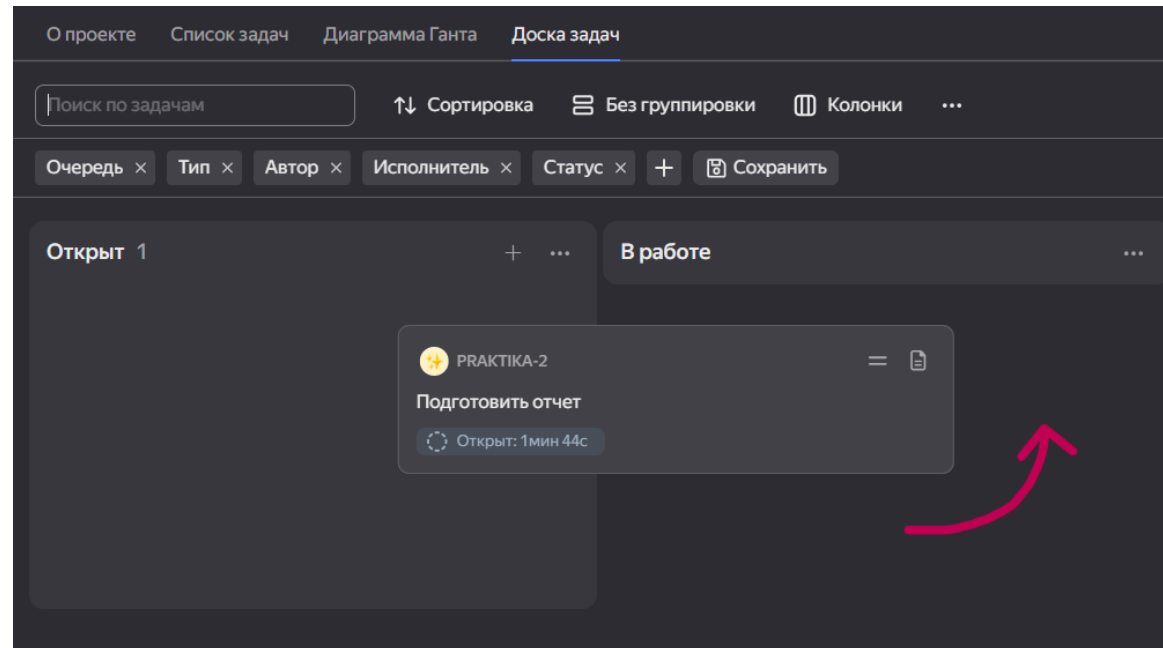 О проекте Список задач Диаграмма Ганта Доска задач
Поиск по задачам Сортировка Без группировки Колонки
Очередь Тип Автор Исполнитель Статус Сохранить
Открыт 1 В работе
PRAKTIKA-2
Подготовить отчет
Открыт: 1мин 44с